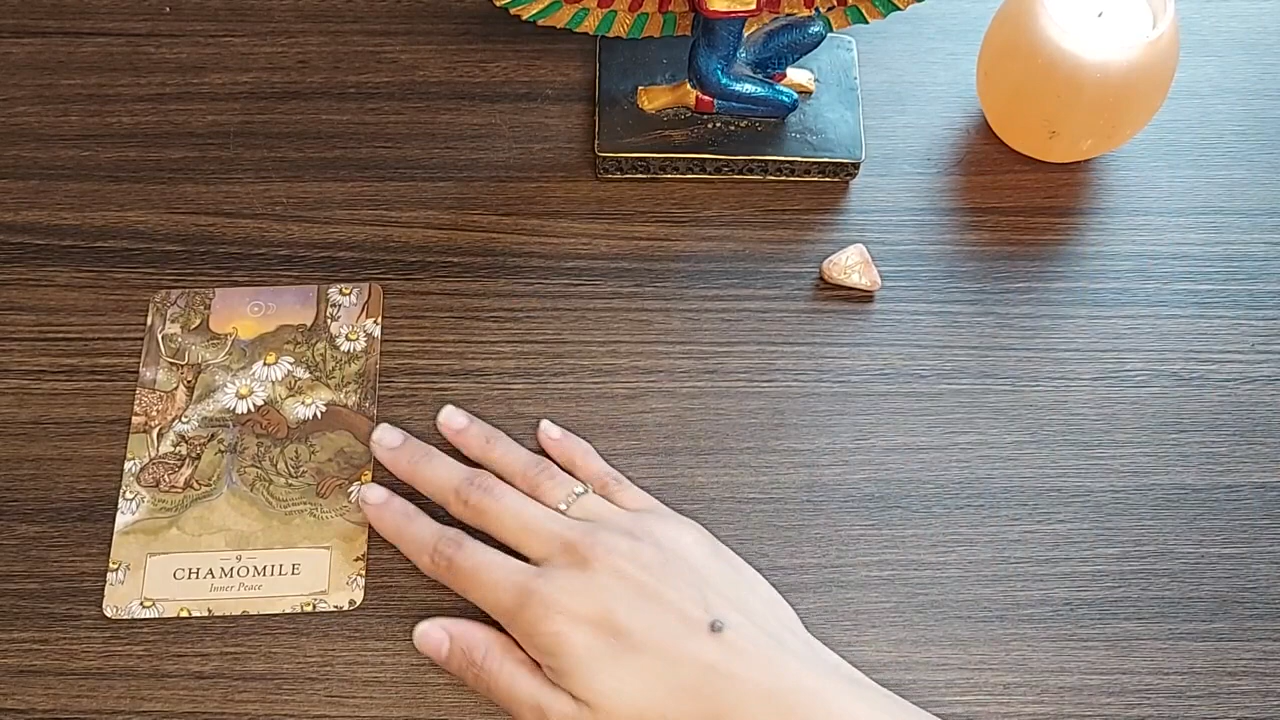 — 9 —
CHAMOMILE
Inner Peace